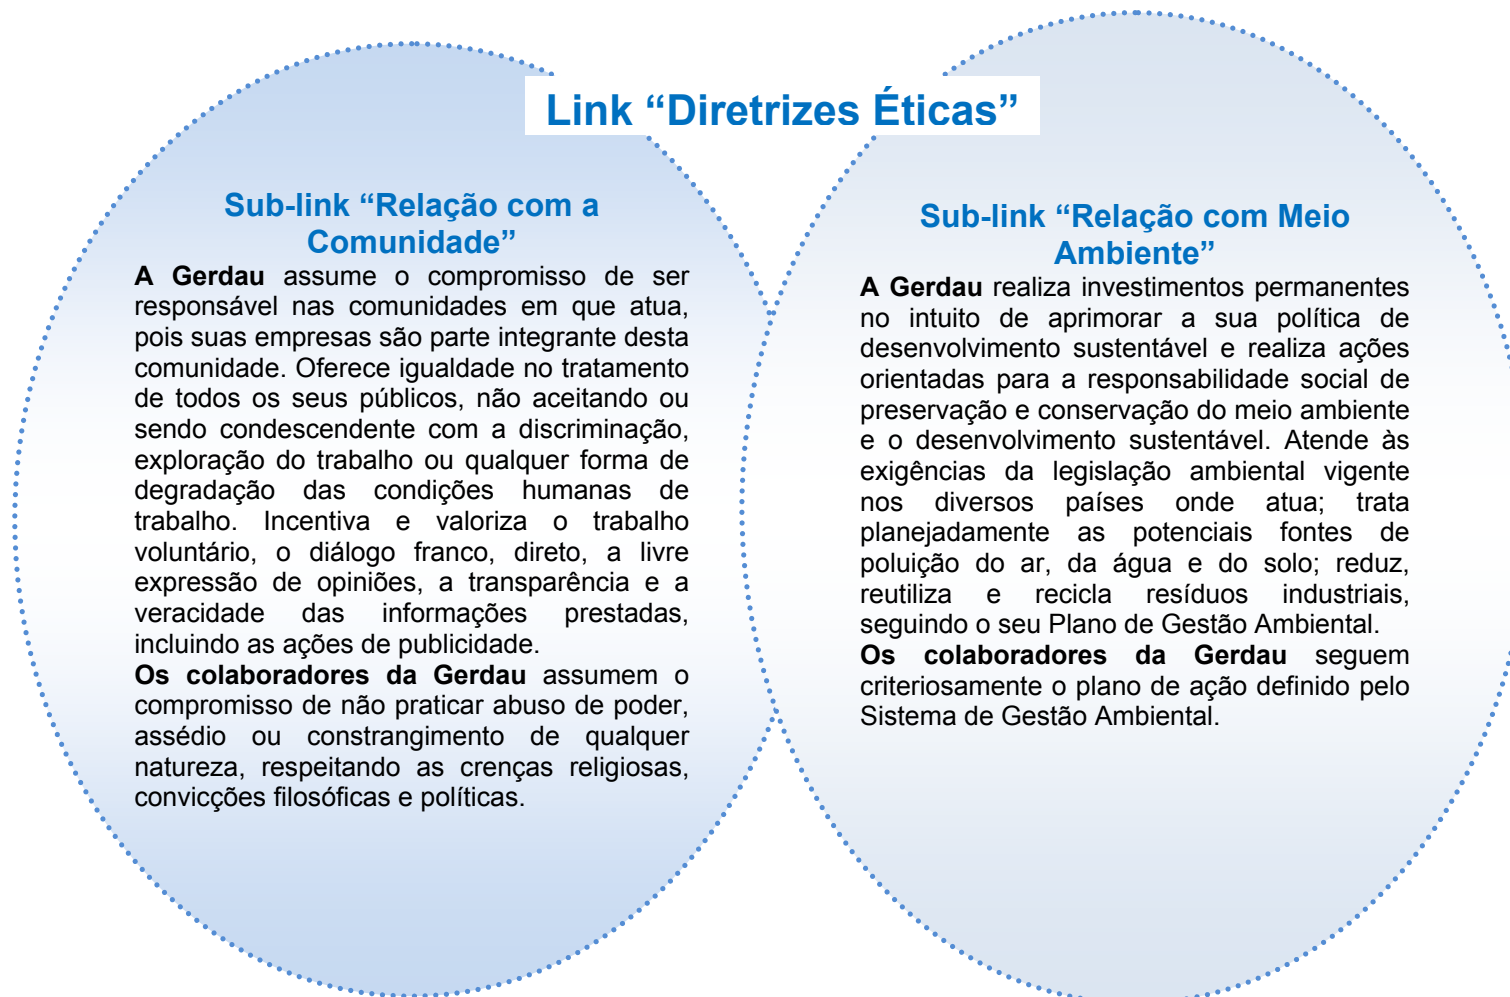 Link “Diretrizes Éticas”
Sub-link “Relação com a
Comunidade”
A Gerdau assume o compromisso de ser
responsável nas comunidades em que atua,
pois suas empresas são parte integrante desta
comunidade. Oferece igualdade no tratamento
de todos os seus públicos, não aceitando ou
sendo condescendente com a discriminação,
exploração do trabalho ou qualquer forma de
degradação das condições humanas de
trabalho. Incentiva e valoriza o trabalho
voluntário, o diálogo franco, direto, a livre
expressão de opiniões, a transparência e a
veracidade das informações prestadas,
incluindo as ações de publicidade.
Os colaboradores da Gerdau assumem o
compromisso de não praticar abuso de poder,
assédio ou constrangimento de qualquer
natureza, respeitando as crenças religiosas,
convicções filosóficas e políticas.
Sub-link “Relação com Meio
Ambiente”
A Gerdau realiza investimentos permanentes
no intuito de aprimorar a sua política de
desenvolvimento sustentável e realiza ações
orientadas para a responsabilidade social de
preservação e conservação do meio ambiente
e o desenvolvimento sustentável. Atende às
exigências da legislação ambiental vigente
nos diversos países onde atua; trata
planejadamente as potenciais fontes de
poluição do ar, da água e do solo; reduz,
reutiliza e recicla resíduos industriais,
seguindo o seu Plano de Gestão Ambiental.
Os colaboradores da Gerdau seguem
criteriosamente o plano de ação definido pelo
Sistema de Gestão Ambiental.